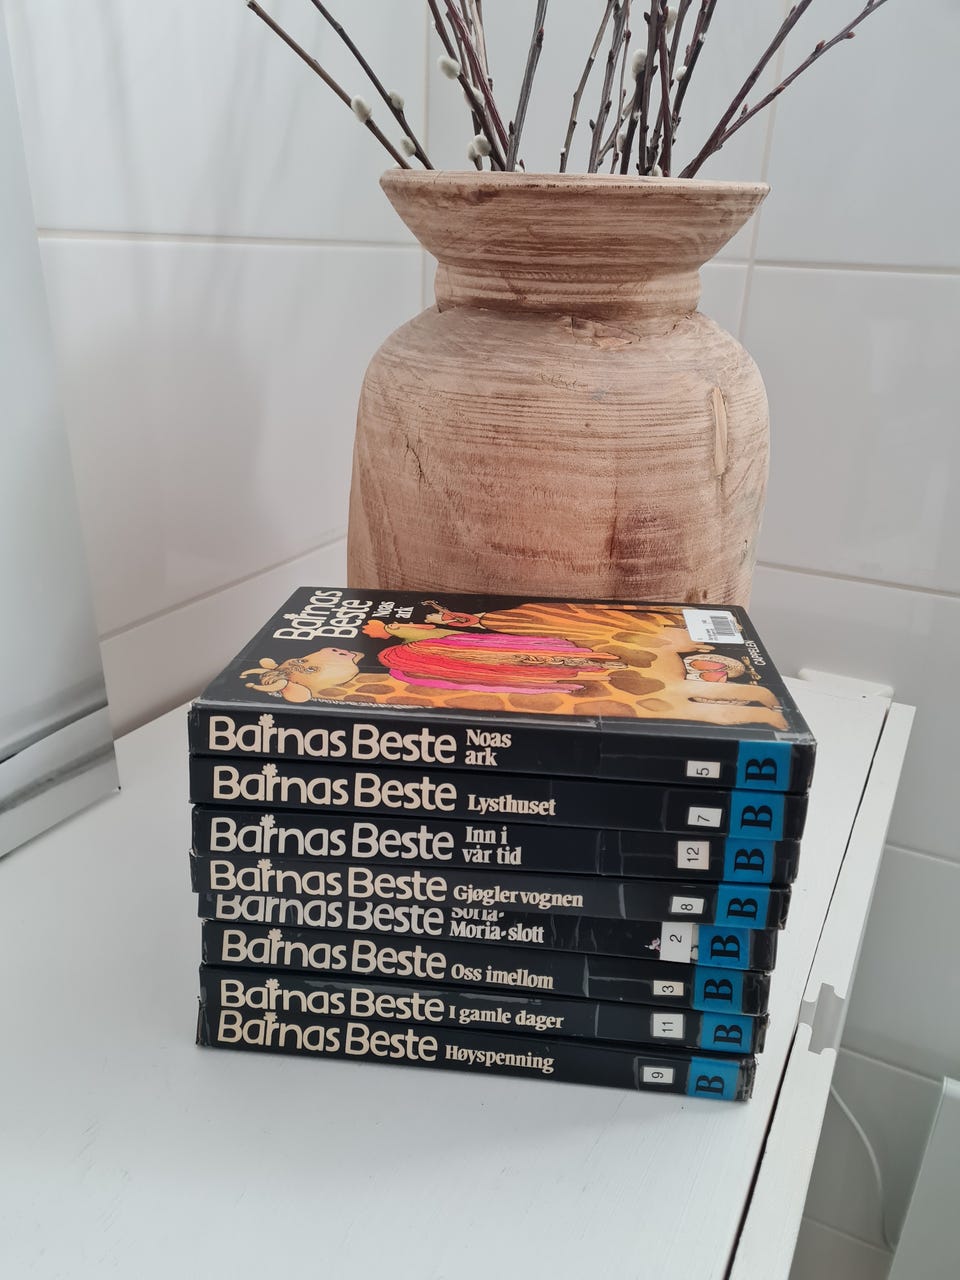 Barnas
Beste
Noas
ark
CAPPELEN
Barnas Beste Noas
ark
5
B
Barnas Beste Lysthuset
7
B
Barnas Beste Inn i
vår tid
12
B
Barnas Beste Gjøglervognen
8
B
Barnas Beste Soria-
Moria-slott
2
B
Barnas Beste Oss imellom
3
B
Barnas Beste I gamle dager
11
B
Barnas Beste Høyspenning
9
B